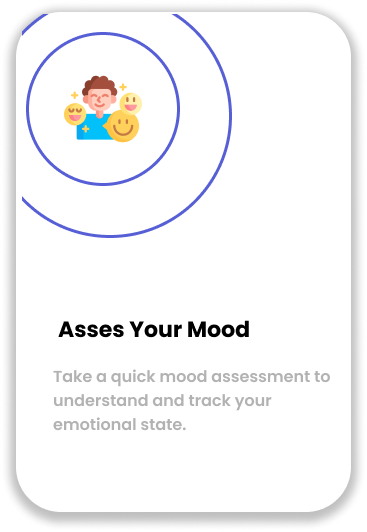 Asses Your Mood
Take a quick mood assessment to
understand and track your
emotional state.